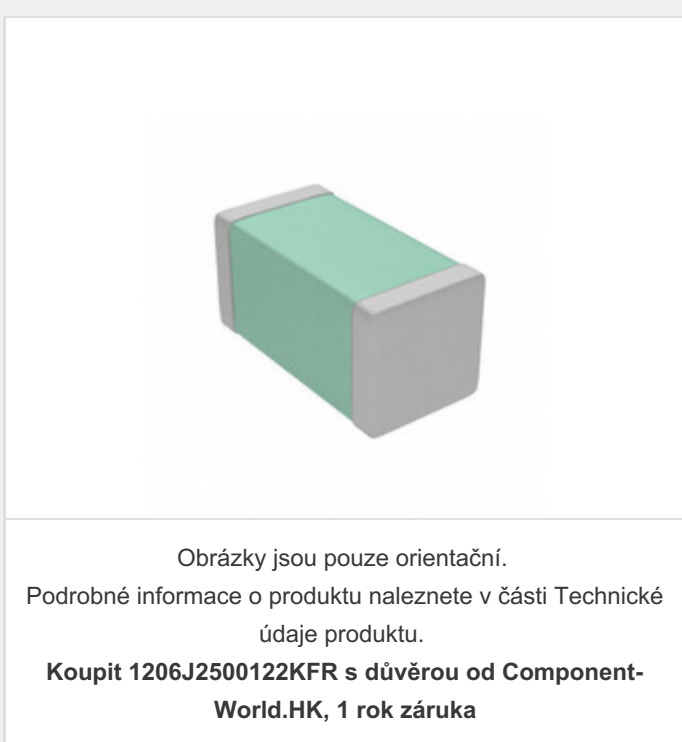 Obrázky jsou pouze orientační.
Podrobné informace o produktu naleznete v části Technické
údaje produktu.
Koupit 1206J2500122KFR s důvěrou od Component-
World.HK, 1 rok záruka